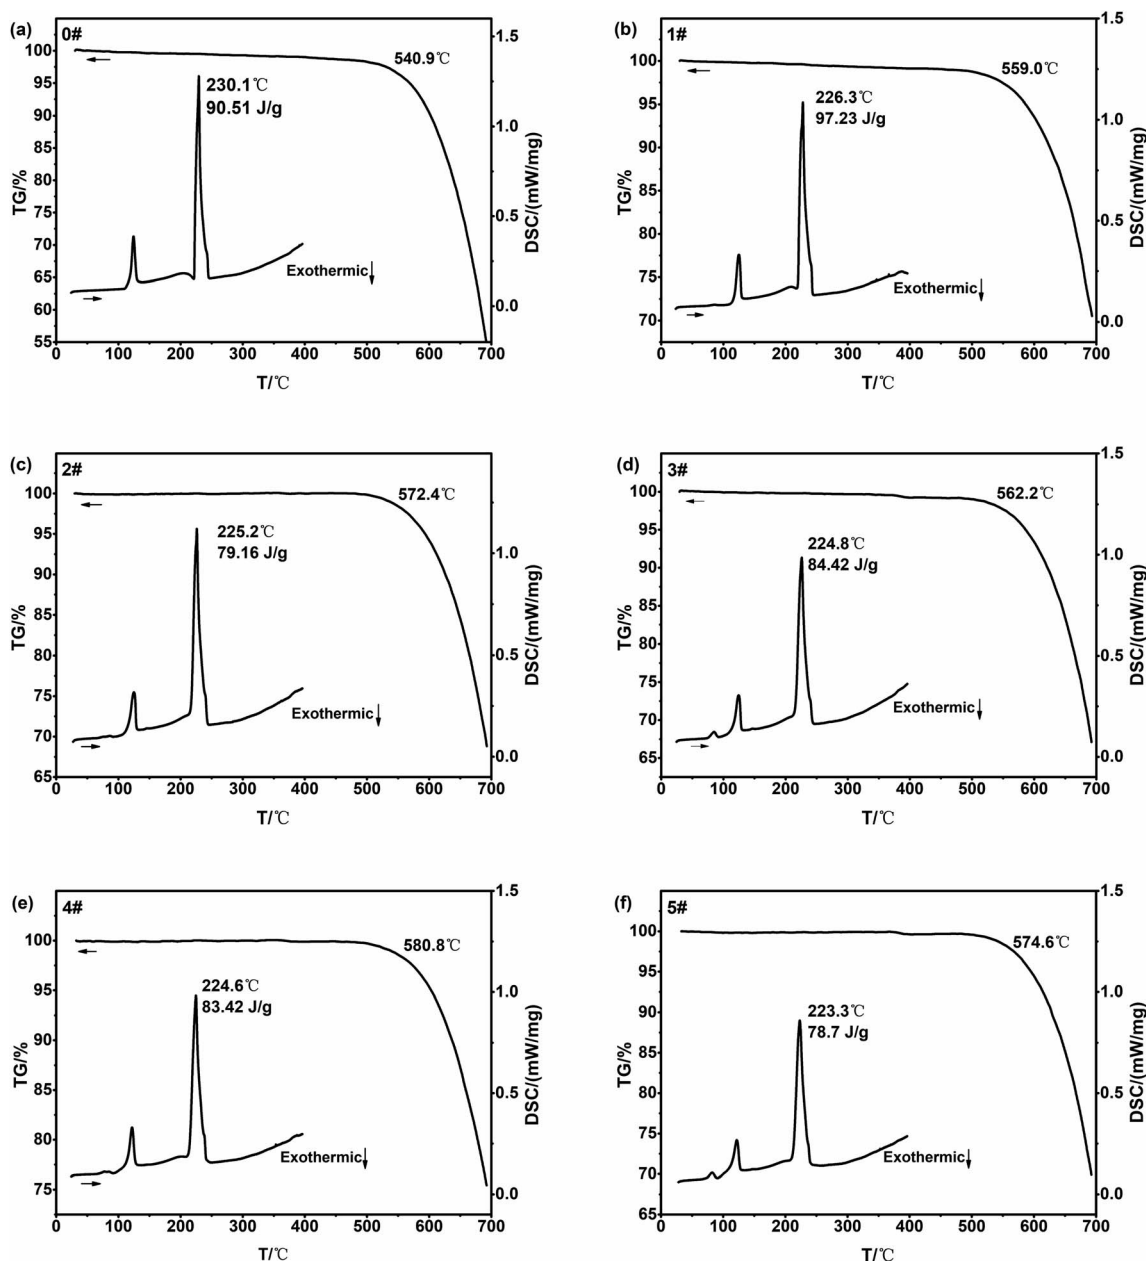 (a)
0#
540.9℃
230.1℃
90.51 J/g
Exothermic
TG/%
100
95
90
85
80
75
70
65
60
55
DSC/(mW/mg)
1.5
1.0
0.5
0.0
0 100 200 300 400 500 600 700
T/℃
(b)
1#
559.0℃
226.3℃
97.23 J/g
Exothermic
TG/%
100
95
90
85
80
75
70
DSC/(mW/mg)
1.5
1.0
0.5
0.0
0 100 200 300 400 500 600 700
T/℃
(c)
2#
572.4℃
225.2℃
79.16 J/g
Exothermic
TG/%
100
95
90
85
80
75
70
65
DSC/(mW/mg)
1.5
1.0
0.5
0.0
0 100 200 300 400 500 600 700
T/℃
(d)
3#
562.2℃
224.8℃
84.42 J/g
Exothermic
TG/%
100
95
90
85
80
75
70
65
DSC/(mW/mg)
1.5
1.0
0.5
0.0
0 100 200 300 400 500 600 700
T/℃
(e)
4#
580.8℃
224.6℃
83.42 J/g
Exothermic
TG/%
100
95
90
85
80
75
DSC/(mW/mg)
1.5
1.0
0.5
0.0
0 100 200 300 400 500 600 700
T/℃
(f)
5#
574.6℃
223.3℃
78.7 J/g
Exothermic
TG/%
100
95
90
85
80
75
70
65
DSC/(mW/mg)
1.5
1.0
0.5
0.0
0 100 200 300 400 500 600 700
T/℃